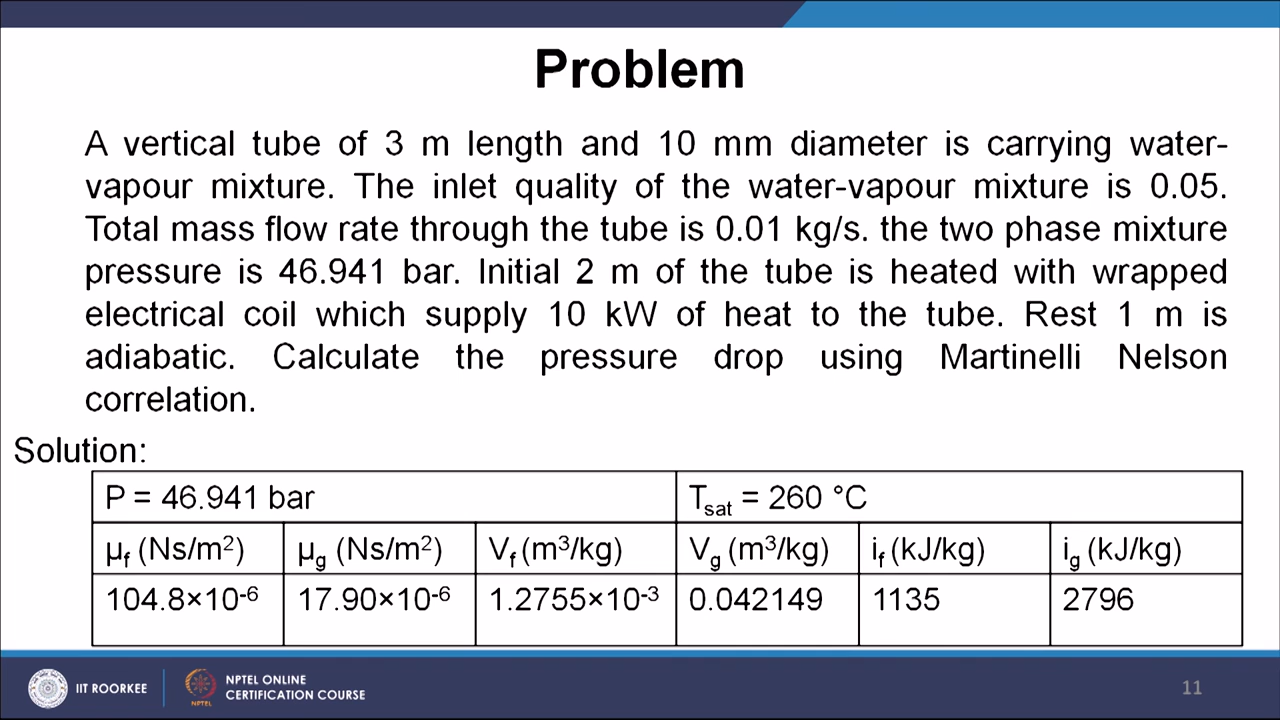 Problem
A vertical tube of 3 m length and 10 mm diameter is carrying water-
vapour mixture. The inlet quality of the water-vapour mixture is 0.05.
Total mass flow rate through the tube is 0.01 kg/s. the two phase mixture
pressure is 46.941 bar. Initial 2 m of the tube is heated with wrapped
electrical coil which supply 10 kW of heat to the tube. Rest 1 m is
adiabatic. Calculate the pressure drop using Martinelli Nelson
correlation.
Solution:
P = 46.941 bar Tsat = 260 °C
μf (Ns/m²) μg (Ns/m²) Vf (m³/kg) Vg (m³/kg) if (kJ/kg) ig (kJ/kg)
104.8×10⁻⁶ 17.90×10⁻⁶ 1.2755×10⁻³ 0.042149 1135 2796
IIT ROORKEE
NPTEL
NPTEL ONLINE
CERTIFICATION COURSE
11